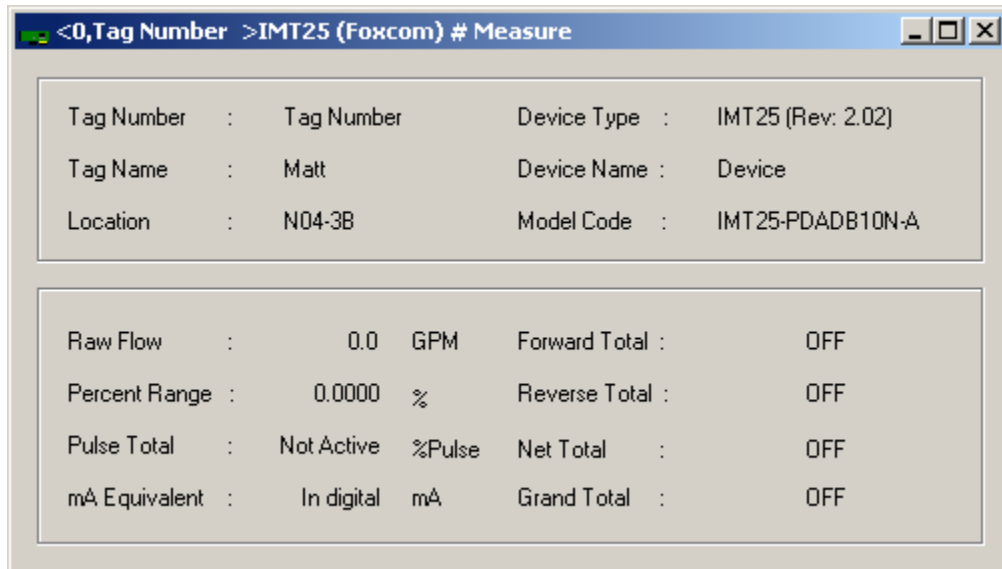 <0,Tag Number >IMT25 (Foxcom) # Measure
Tag Number : Tag Number Device Type : IMT25 (Rev: 2.02)
Tag Name : Matt Device Name : Device
Location : N04-3B Model Code : IMT25-PDADB10N-A
Raw Flow : 0.0 GPM Forward Total : OFF
Percent Range : 0.0000 % Reverse Total : OFF
Pulse Total : Not Active %Pulse Net Total : OFF
mA Equivalent : In digital mA Grand Total : OFF